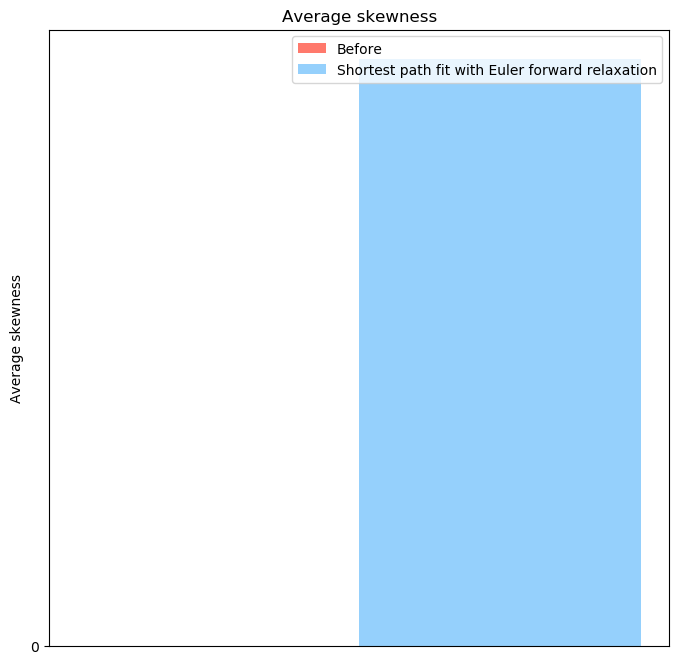 Average skewness
Before
Shortest path fit with Euler forward relaxation
Average skewness
0